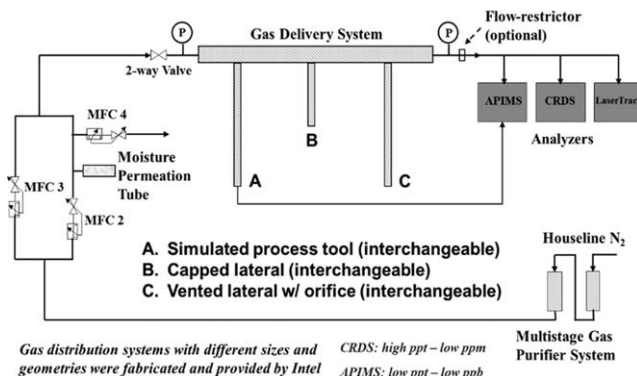 Gas Delivery System
Flow-restrictor
(optional)
P
P
2-way Valve
MFC 4
APIMS
CRDS
LaserTrac
Analyzers
B
Moisture
Permeation
Tube
MFC 3
MFC 2
A
C
A. Simulated process tool (interchangeable)
B. Capped lateral (interchangeable)
C. Vented lateral w/ orifice (interchangeable)
Houseline N2
Multistage Gas
Purifier System
Gas distribution systems with different sizes and
geometries were fabricated and provided by Intel
CRDS: high ppt – low ppm
APIMS: low ppt – low ppb